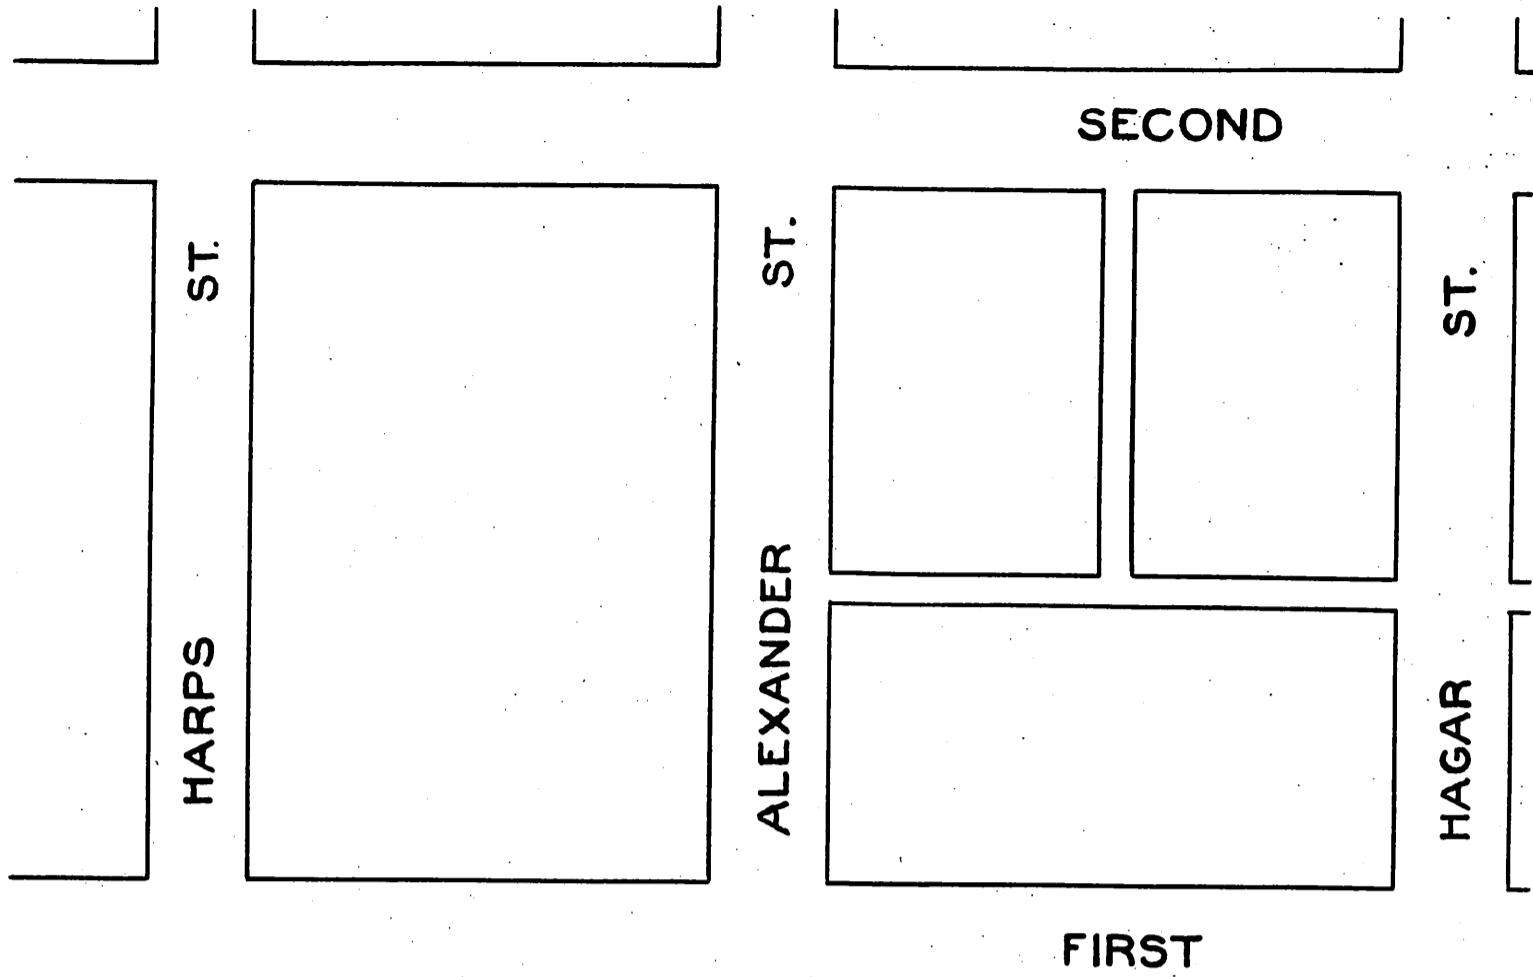 SECOND
HARPS ST.
ALEXANDER ST.
HAGAR ST.
FIRST